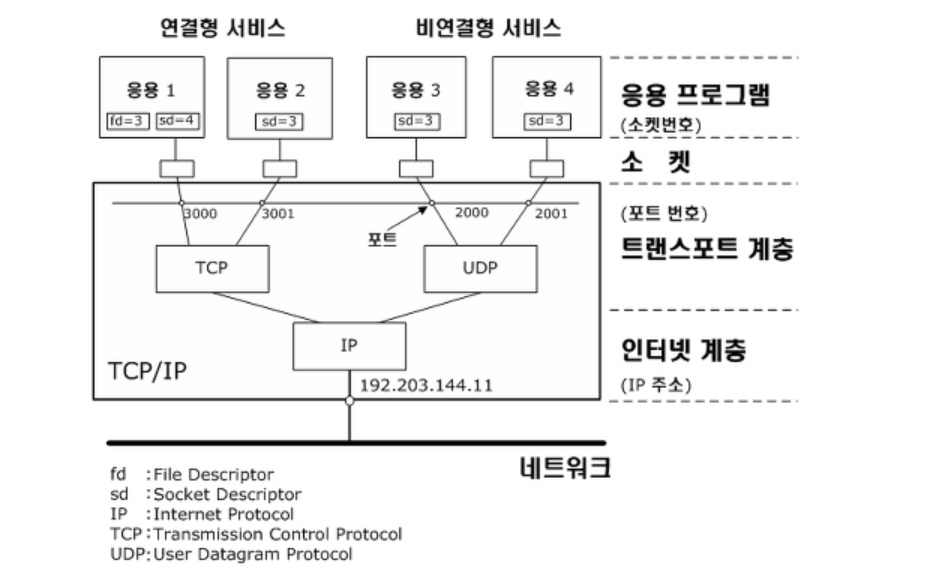 연결형 서비스 비연결형 서비스
응용 1 응용 2 응용 3 응용 4 응용 프로그램
fd=3 sd=4 sd=3 sd=3 sd=3 (소켓번호)
소 켓
3000 3001 2000 2001 (포트 번호)
포트 트랜스포트 계층
TCP UDP
IP 인터넷 계층
TCP/IP 192.203.144.11 (IP 주소)
네트워크
fd :File Descriptor
sd :Socket Descriptor
IP :Internet Protocol
TCP:Transmission Control Protocol
UDP:User Datagram Protocol